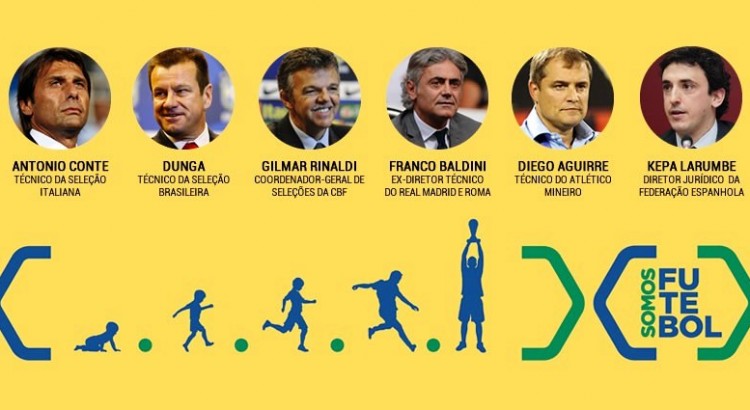 ANTONIO CONTE
TÉCNICO DA SELEÇÃO
ITALIANA
DUNGA
TÉCNICO DA SELEÇÃO
BRASILEIRA
GILMAR RINALDI
COORDENADOR-GERAL DE
SELEÇÕES DA CBF
FRANCO BALDINI
EX-DIRETOR TÉCNICO
DO REAL MADRID E ROMA
DIEGO AGUIRRE
TÉCNICO DO ATLÉTICO
MINEIRO
KEPA LARUMBE
DIRETOR JURÍDICO DA
FEDERAÇÃO ESPANHOLA
SOMOS
FU
TE
BOL